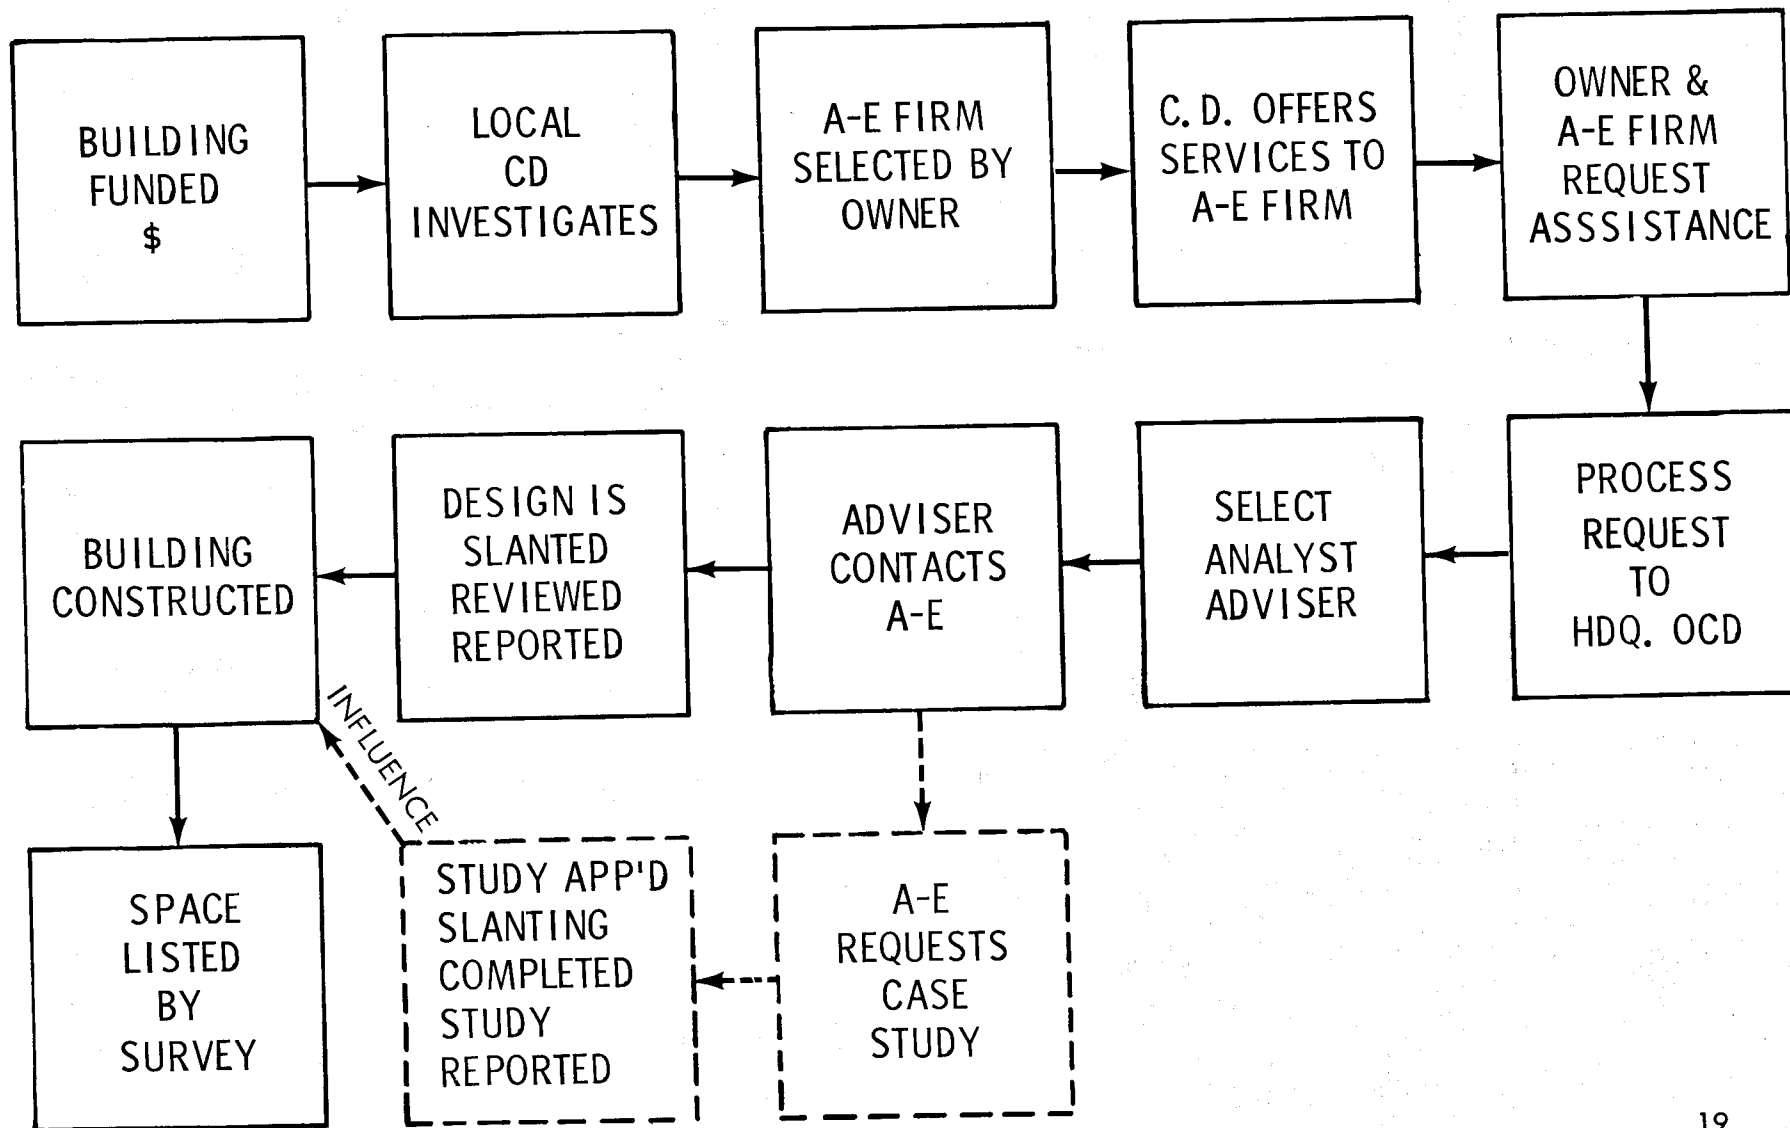 BUILDING
FUNDED
$
LOCAL
CD
INVESTIGATES
A-E FIRM
SELECTED BY
OWNER
C. D. OFFERS
SERVICES TO
A-E FIRM
OWNER &
A-E FIRM
REQUEST
ASSSISTANCE
PROCESS
REQUEST
TO
HDQ. OCD
SELECT
ANALYST
ADVISER
ADVISER
CONTACTS
A-E
DESIGN IS
SLANTED
REVIEWED
REPORTED
BUILDING
CONSTRUCTED
INFLUENCE
SPACE
LISTED
BY
SURVEY
STUDY APP'D
SLANTING
COMPLETED
STUDY
REPORTED
A-E
REQUESTS
CASE
STUDY
19